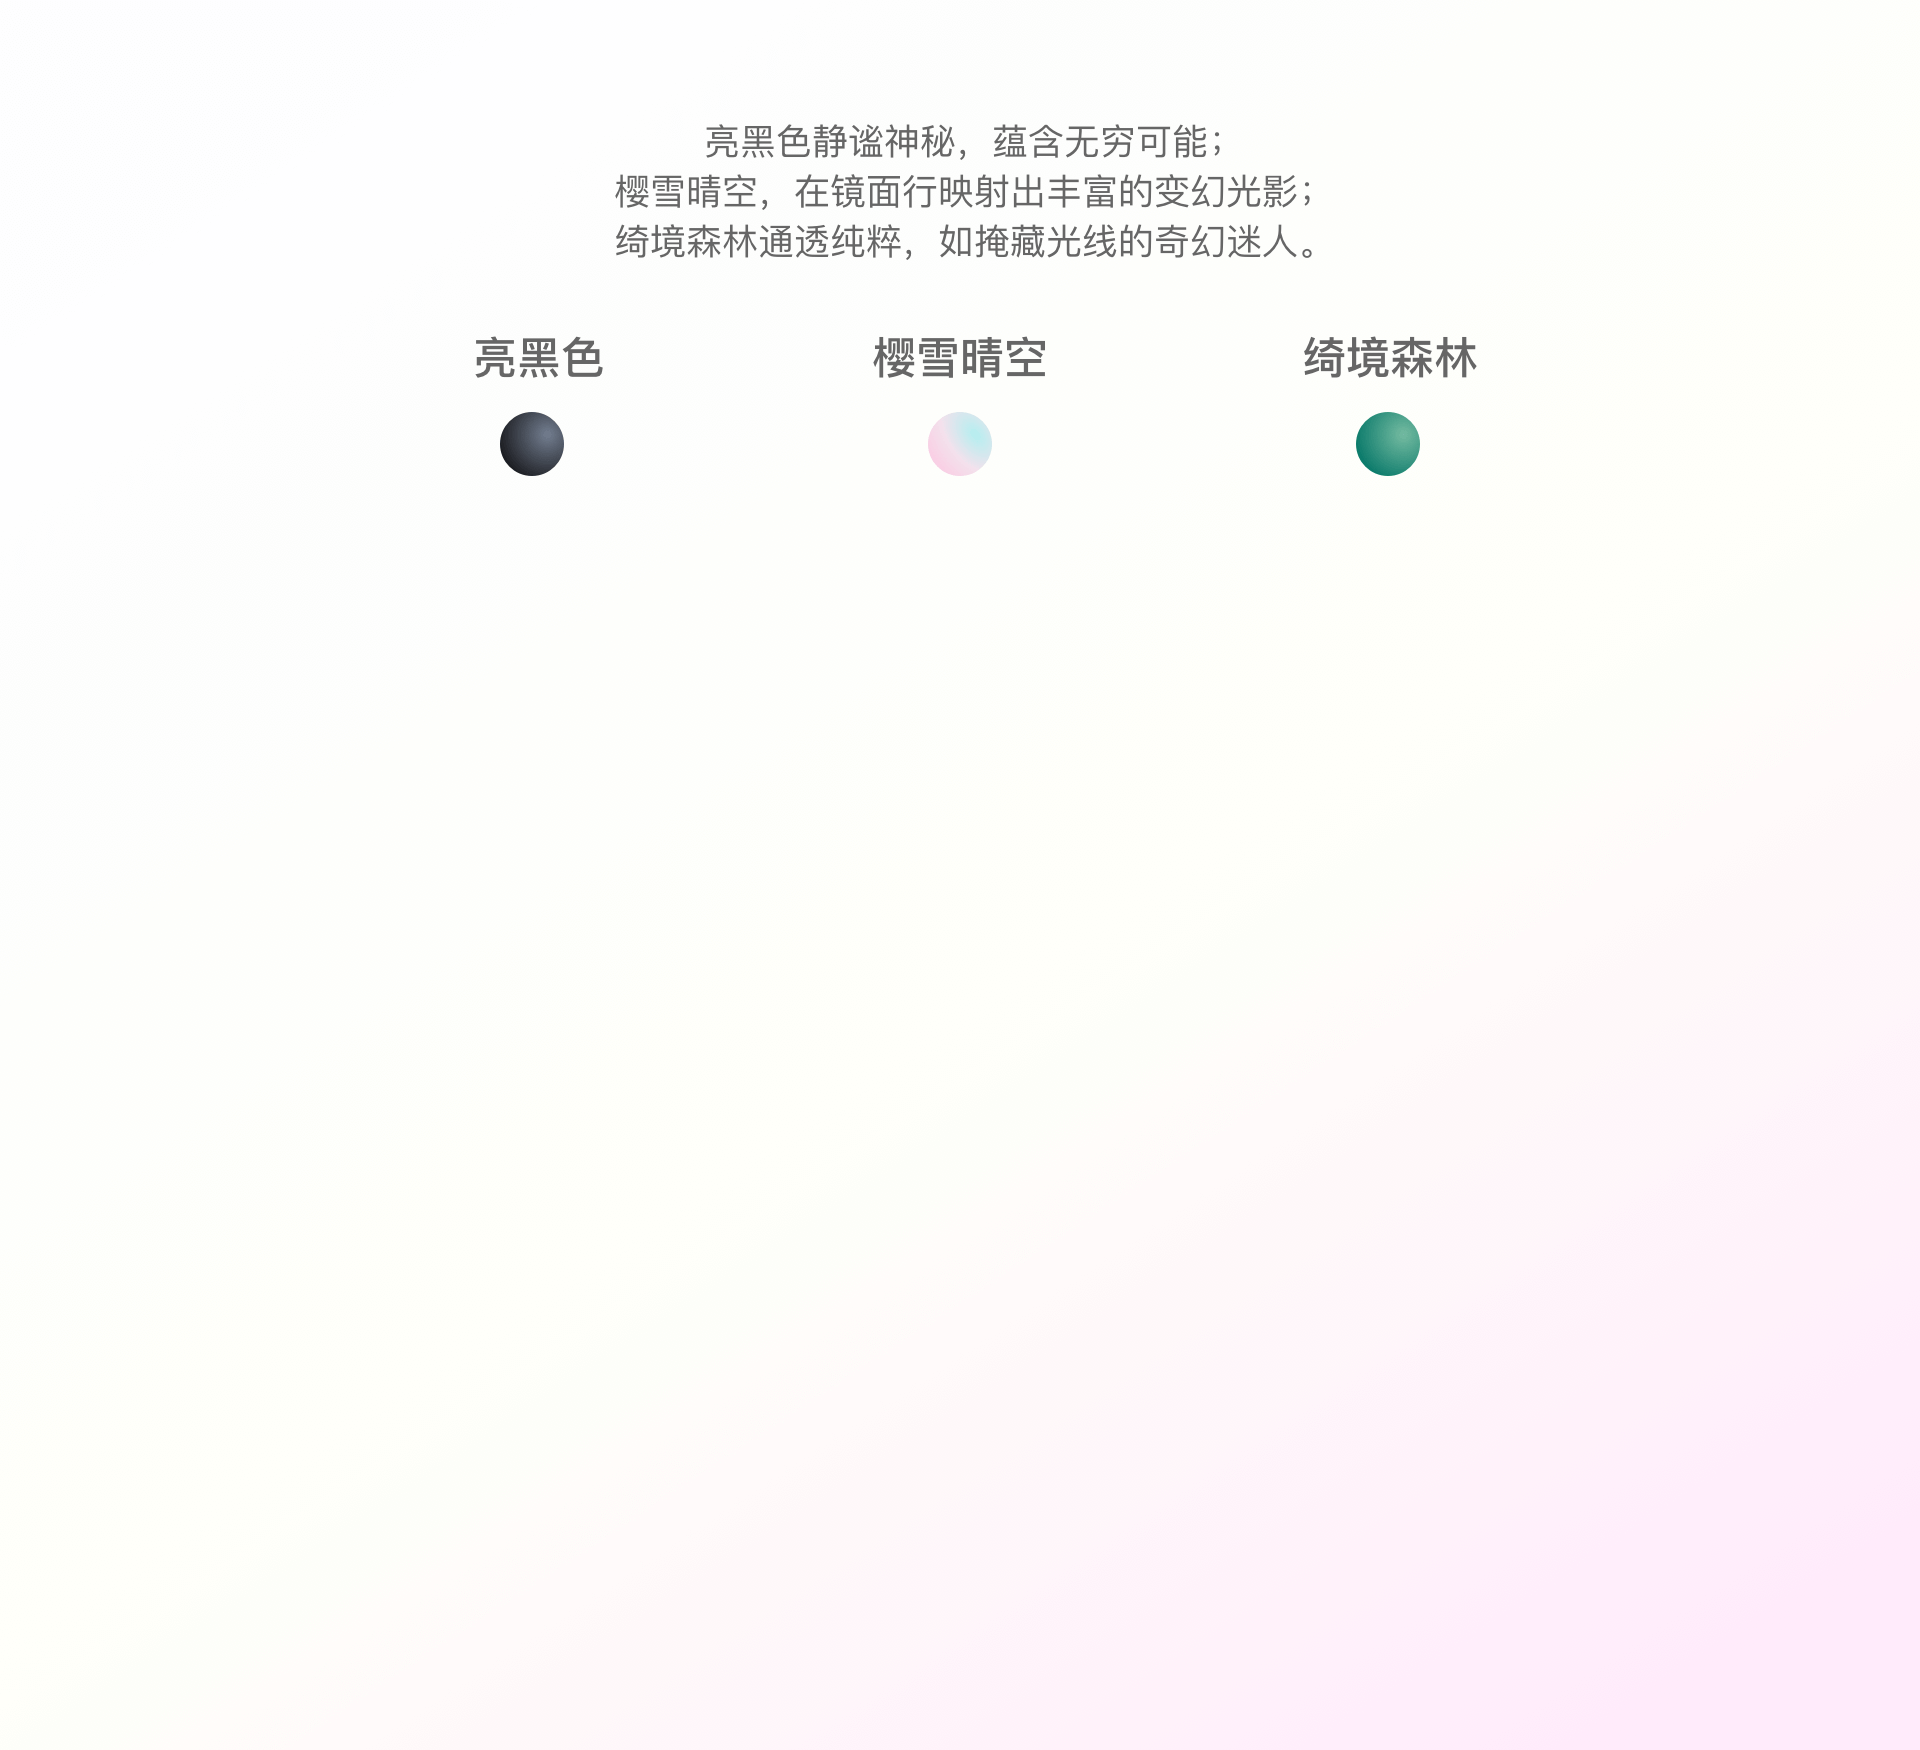 亮黑色静谧神秘，蕴含无穷可能；
樱雪晴空，在镜面行映射出丰富的变幻光影；
绮境森林通透纯粹，如掩藏光线的奇幻迷人。
亮黑色
樱雪晴空
绮境森林